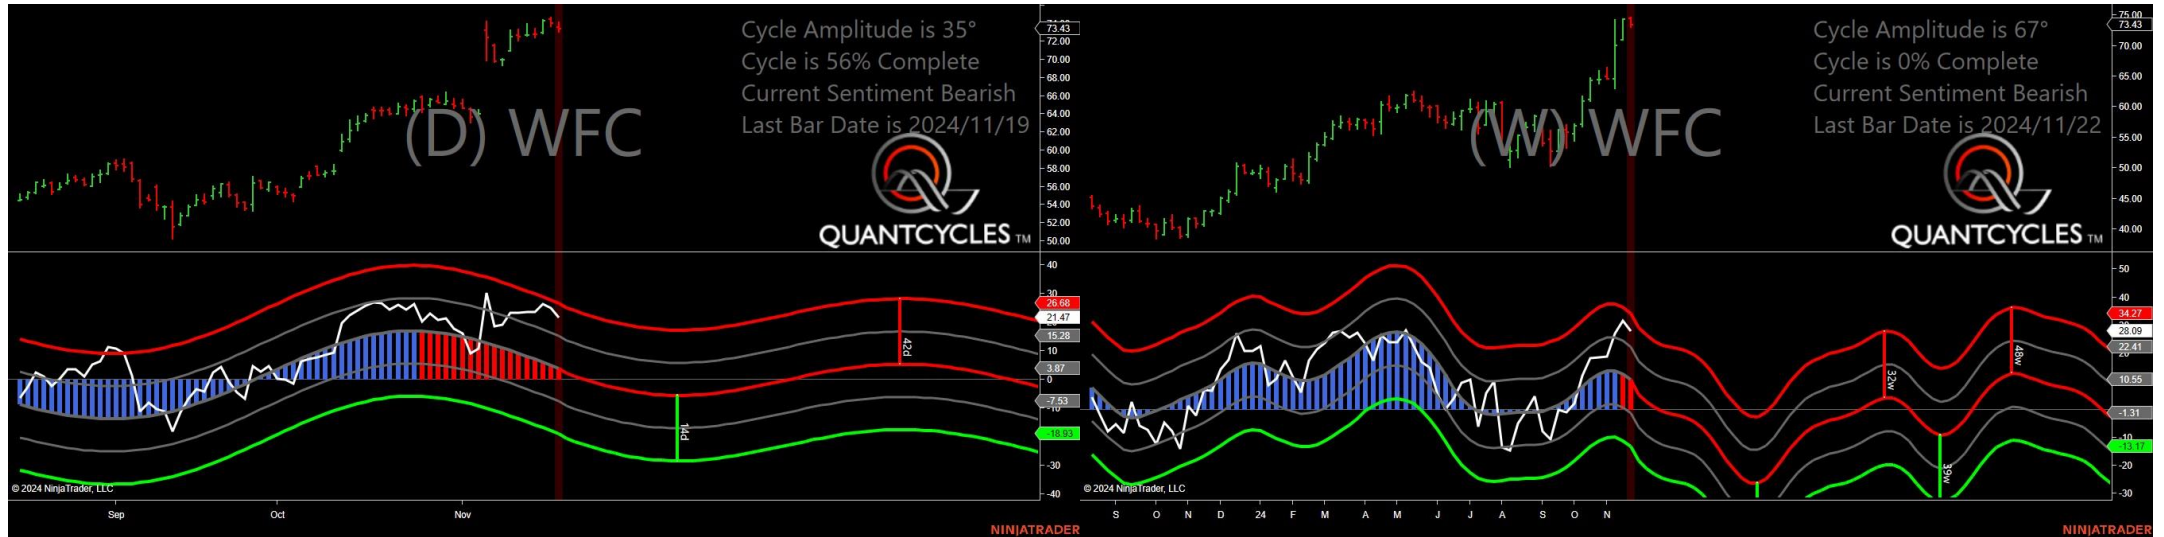 Cycle Amplitude is 35°
Cycle is 56% Complete
Current Sentiment Bearish
Last Bar Date is 2024/11/19
(D) WFC
QUANTCYCLES TM
73.43
72.00
70.00
68.00
66.00
64.00
62.00
60.00
58.00
56.00
54.00
52.00
50.00
40
30
26.68
21.47
15.28
10
3.87
0
-7.53
-10
-18.93
-30
-40
42d
14d
© 2024 NinjaTrader, LLC
Sep Oct Nov
NINJATRADER
Cycle Amplitude is 67°
Cycle is 0% Complete
Current Sentiment Bearish
Last Bar Date is 2024/11/22
(W) WFC
QUANTCYCLES TM
75.00
73.43
70.00
65.00
60.00
55.00
50.00
45.00
40.00
50
40
34.27
28.09
22.41
20
10.55
-1.31
-10
-13.17
-20
-30
32w
48w
39w
© 2024 NinjaTrader, LLC
S O N D 24 F M A M J J A S O N
NINJATRADER